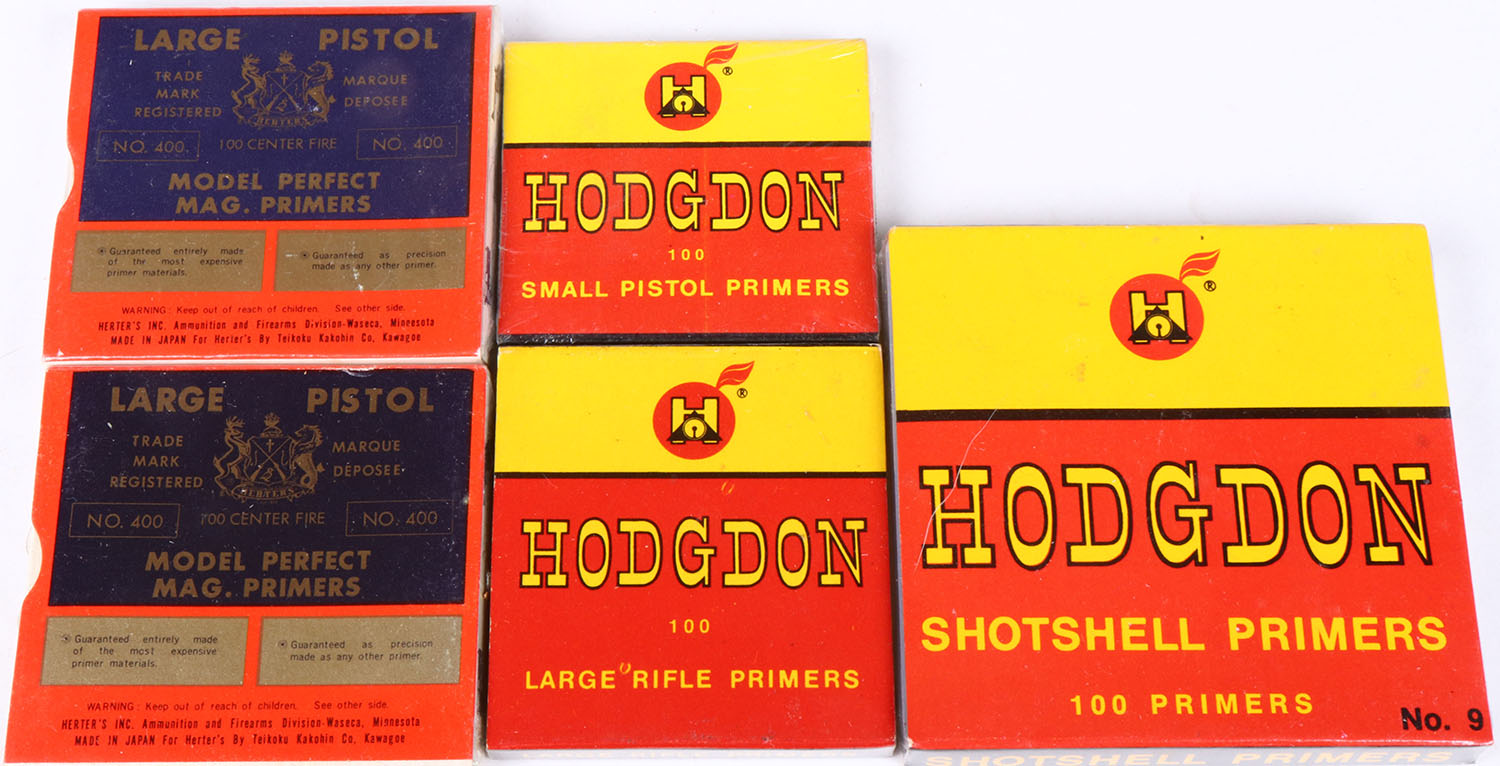 LARGE PISTOL
TRADE
MARK
REGISTERED
MARQUE
DEPOSEE
HERTERS
NO. 400. 100 CENTER FIRE NO. 400
MODEL PERFECT
MAG. PRIMERS
Guaranteed entirely made
of the most expensive
primer materials.
Guaranteed as precision
made as any other primer.
WARNING: Keep out of reach of children. See other side.
HERTER'S INC. Ammunition and Firearms Division-Waseca, Minnesota
MADE IN JAPAN For Herter's By Teikoku Kakohin Co. Kawagoe
LARGE PISTOL
TRADE
MARK
REGISTERED
MARQUE
DÉPOSÉE
HERTERS
NO. 400 100 CENTER FIRE NO. 400
MODEL PERFECT
MAG. PRIMERS
Guaranteed entirely made
of the most expensive
primer materials.
Guaranteed as precision
made as any other primer.
WARNING: Keep out of reach of children. See other side.
HERTER'S INC. Ammunition and Firearms Division-Waseca, Minnesota
MADE IN JAPAN For Herter's By Teikoku Kakohin Co. Kawagoe
H ®
HODGDON
100
SMALL PISTOL PRIMERS
H ®
HODGDON
100
LARGE RIFLE PRIMERS
H ®
HODGDON
SHOTSHELL PRIMERS
100 PRIMERS
No. 9
SHOTSHELL PRIMERS